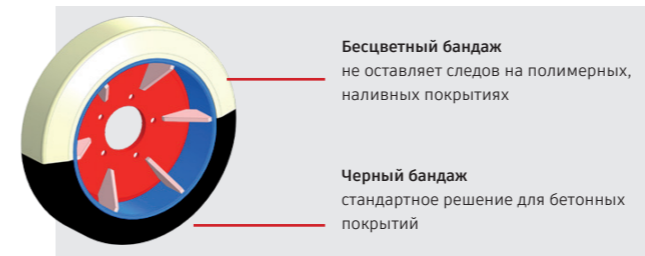 Бесцветный бандаж
не оставляет следов на полимерных,
наливных покрытиях
Черный бандаж
стандартное решение для бетонных
покрытий